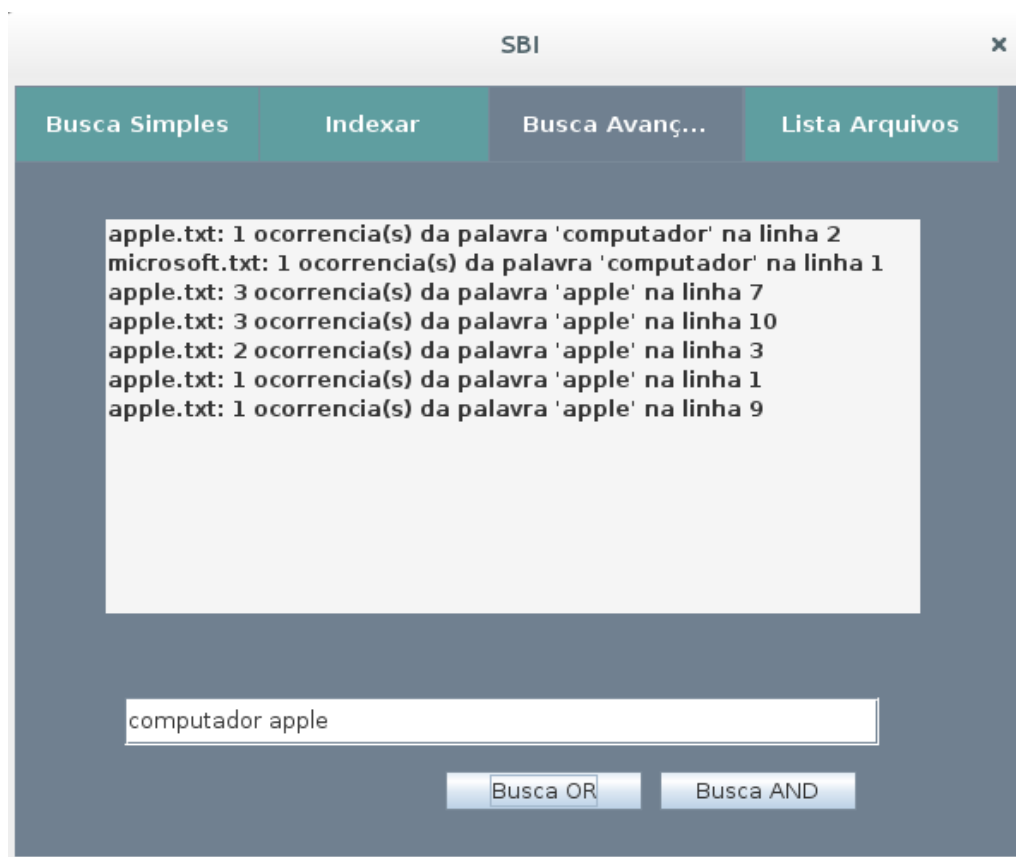 SBI ×
Busca Simples Indexar Busca Avanç... Lista Arquivos
apple.txt: 1 ocorrencia(s) da palavra 'computador' na linha 2
microsoft.txt: 1 ocorrencia(s) da palavra 'computador' na linha 1
apple.txt: 3 ocorrencia(s) da palavra 'apple' na linha 7
apple.txt: 3 ocorrencia(s) da palavra 'apple' na linha 10
apple.txt: 2 ocorrencia(s) da palavra 'apple' na linha 3
apple.txt: 1 ocorrencia(s) da palavra 'apple' na linha 1
apple.txt: 1 ocorrencia(s) da palavra 'apple' na linha 9
computador apple
Busca OR Busca AND